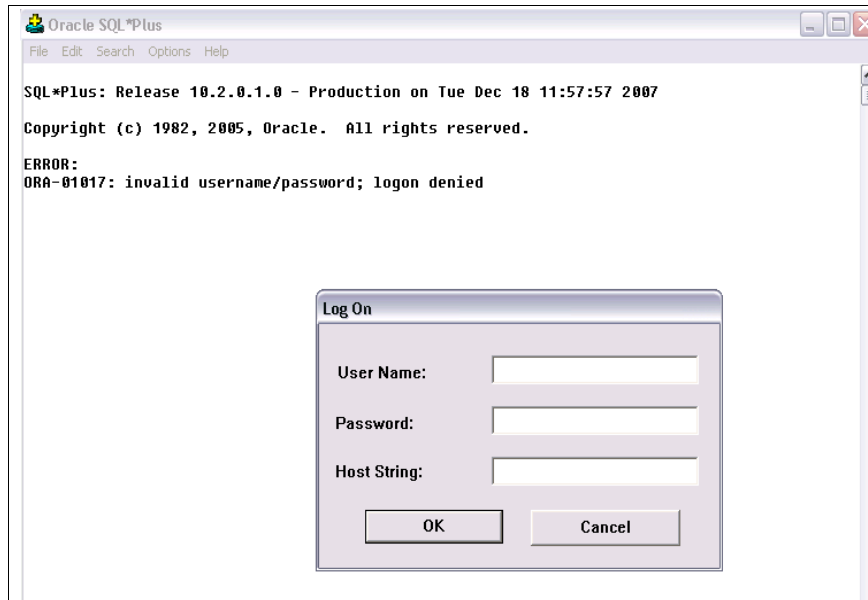 Oracle SQL*Plus
File Edit Search Options Help
SQL*Plus: Release 10.2.0.1.0 - Production on Tue Dec 18 11:57:57 2007
Copyright (c) 1982, 2005, Oracle.  All rights reserved.
ERROR:
ORA-01017: invalid username/password; logon denied
Log On
User Name:
Password:
Host String:
OK
Cancel